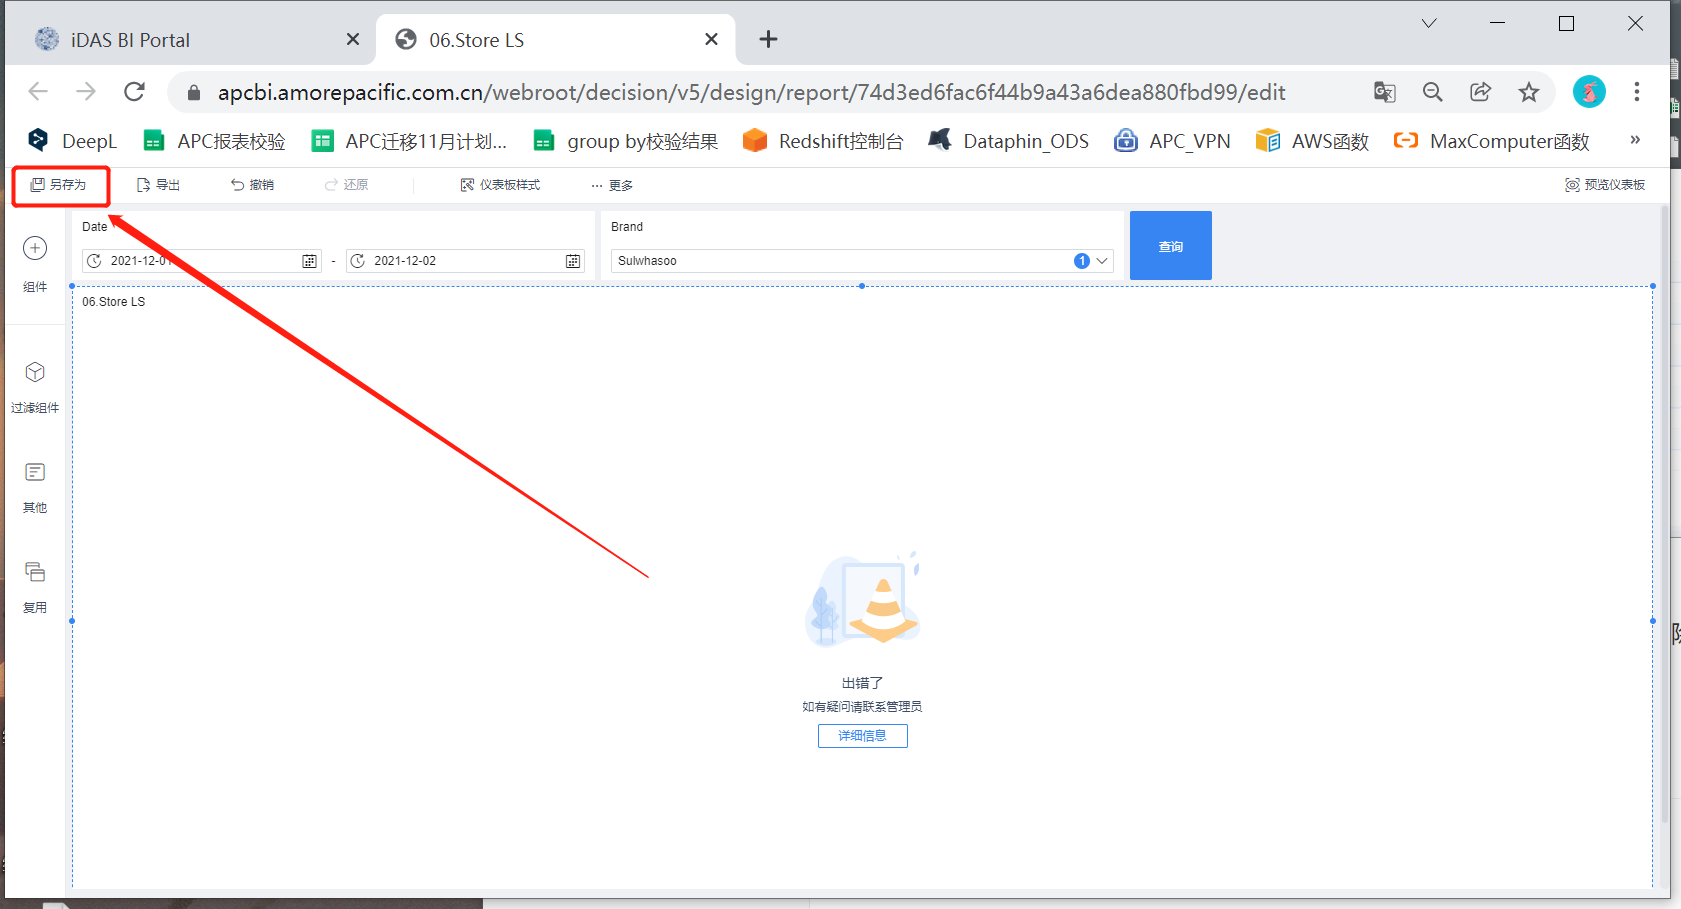 iDAS BI Portal
06.Store LS
apcbi.amorepacific.com.cn/webroot/decision/v5/design/report/74d3ed6fac6f44b9a43a6dea880fbd99/edit
DeepL APC报表校验 APC迁移11月计划... group by校验结果 Redshift控制台 Dataphin_ODS APC_VPN AWS函数 MaxComputer函数 »
另存为 导出 撤销 还原 仪表板样式 ··· 更多 预览仪表板
Date Brand
2021-12-01 - 2021-12-02 Sulwhasoo 1 查询
组件
06.Store LS
过滤组件
其他
复用
出错了
如有疑问请联系管理员
详细信息